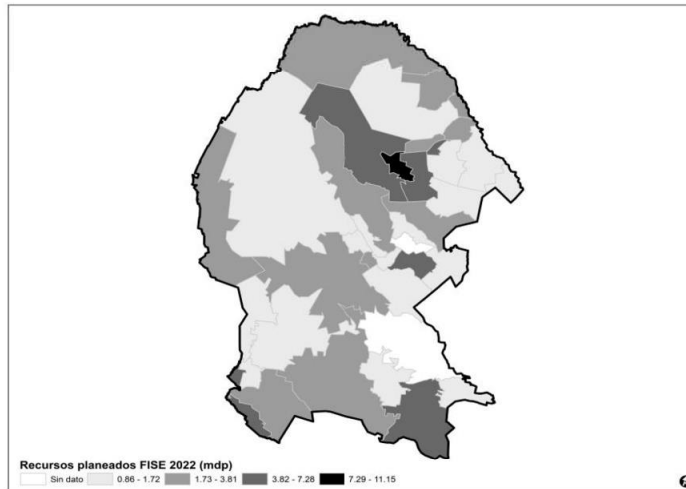 Recursos planeados FISE 2022 (mdp)
Sin dato 0.86 - 1.72 1.73 - 3.81 3.82 - 7.28 7.29 - 11.15